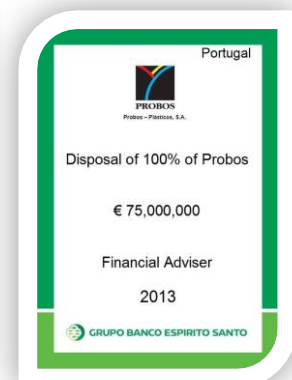 Portugal
PROBOS
Probos – Plásticos, S.A.
Disposal of 100% of Probos
€ 75,000,000
Financial Adviser
2013
GRUPO BANCO ESPIRITO SANTO